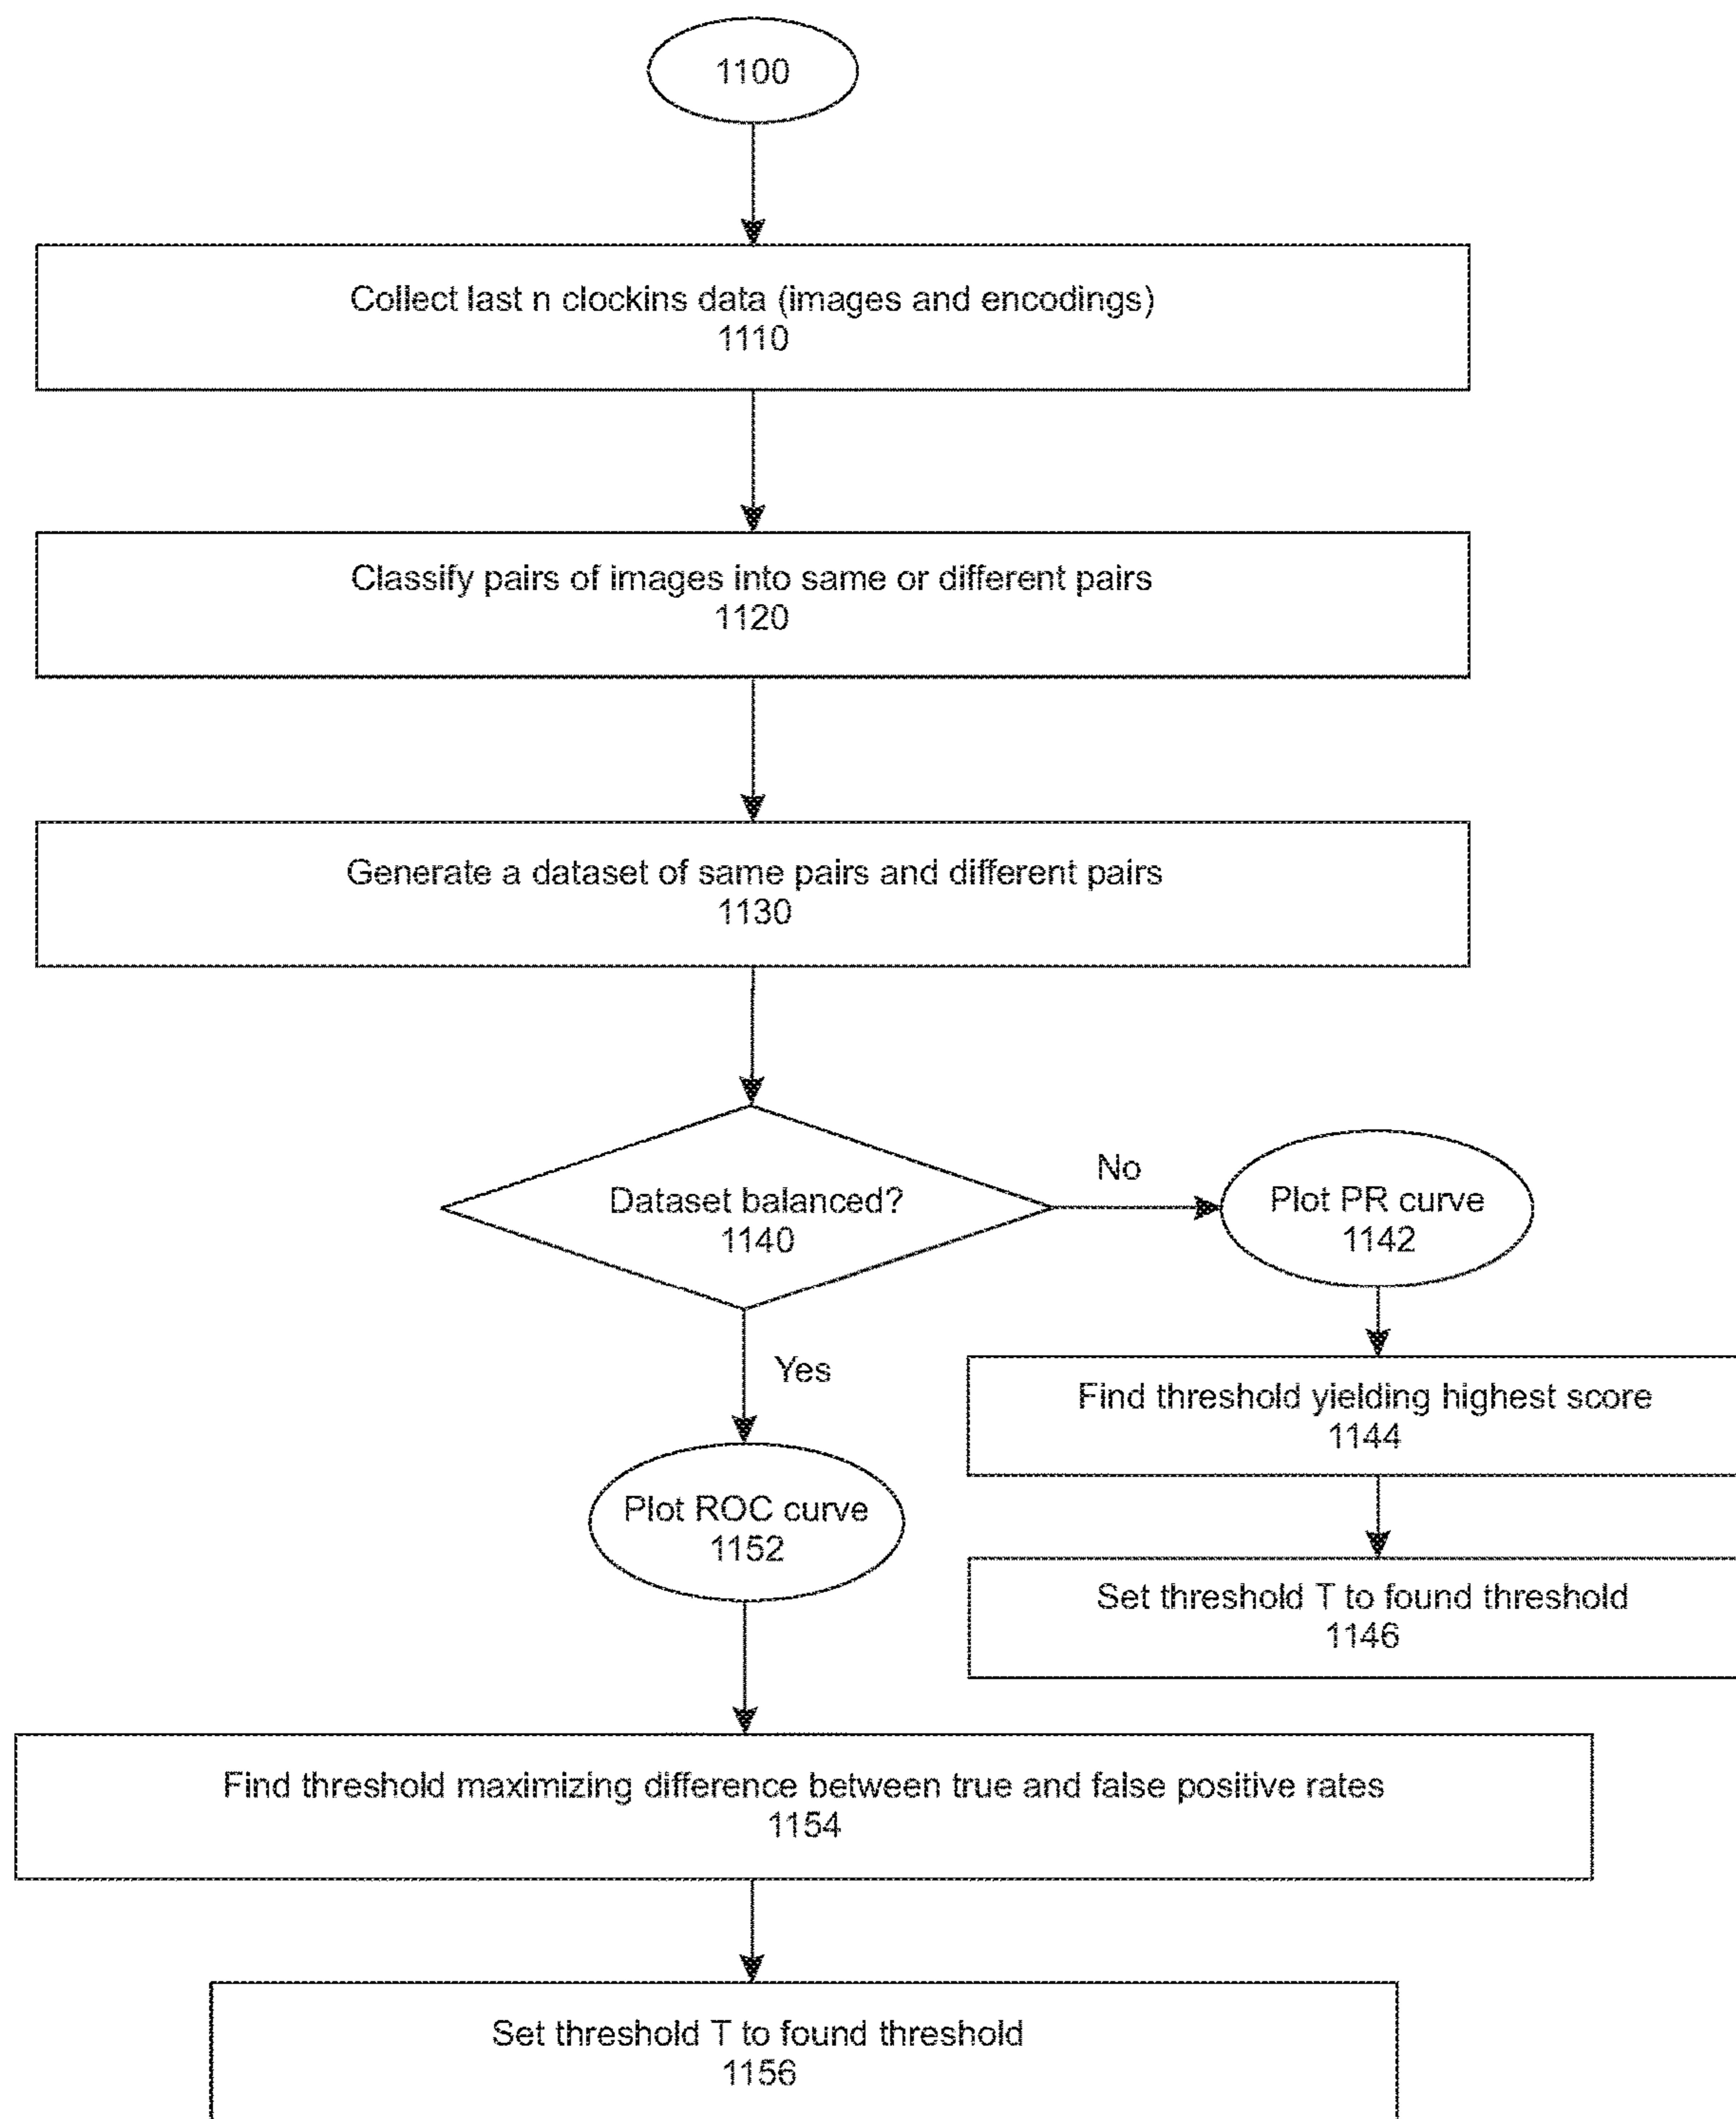 1100
Collect last n clockins data (images and encodings)
1110
Classify pairs of images into same or different pairs
1120
Generate a dataset of same pairs and different pairs
1130
Dataset balanced?
1140
No
Plot PR curve
1142
Yes
Find threshold yielding highest score
1144
Plot ROC curve
1152
Set threshold T to found threshold
1146
Find threshold maximizing difference between true and false positive rates
1154
Set threshold T to found threshold
1156